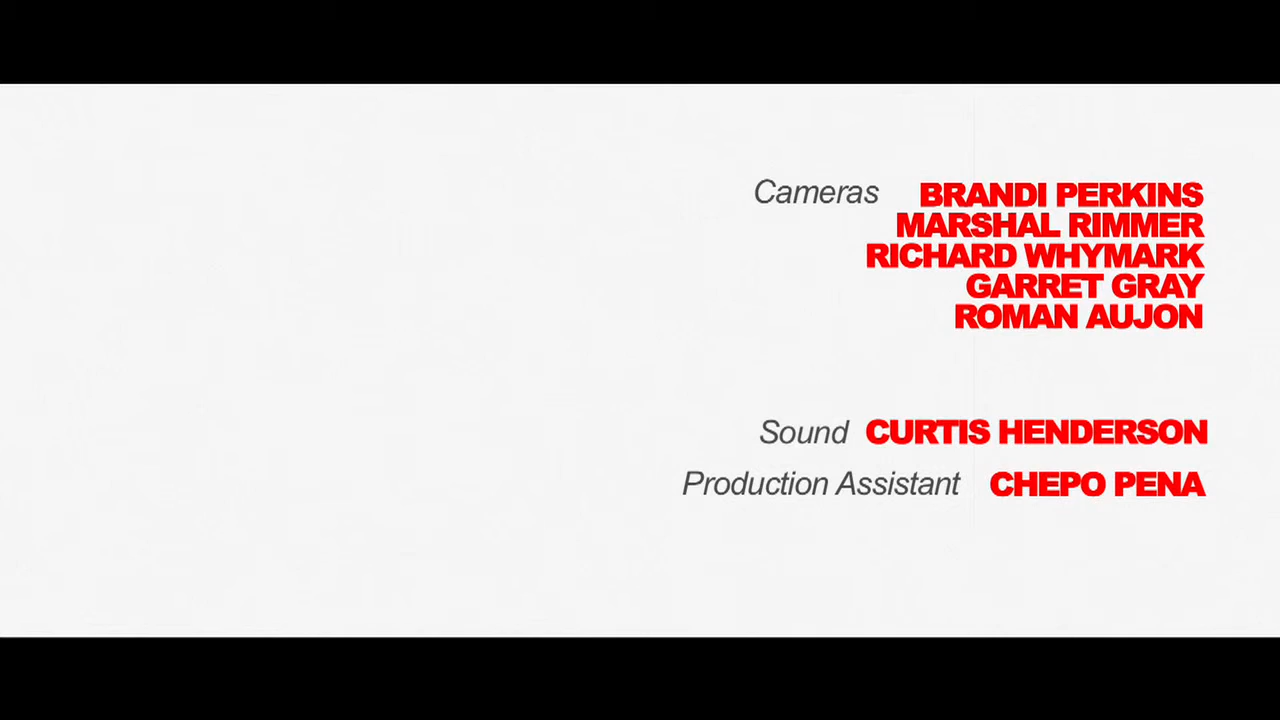 Cameras BRANDI PERKINS
MARSHAL RIMMER
RICHARD WHYMARK
GARRET GRAY
ROMAN AUJON
Sound CURTIS HENDERSON
Production Assistant CHEPO PENA